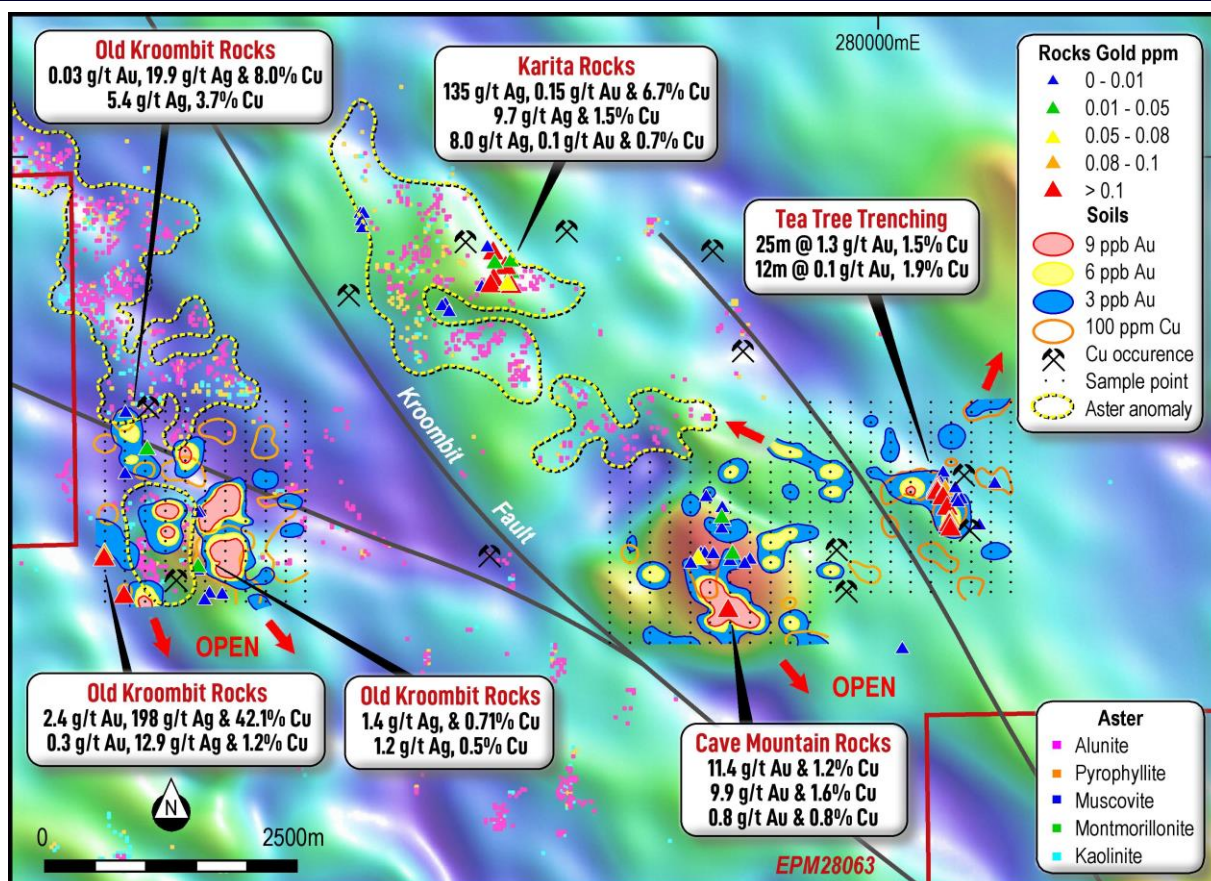 Old Kroombit Rocks
0.03 g/t Au, 19.9 g/t Ag & 8.0% Cu
5.4 g/t Ag, 3.7% Cu
Karita Rocks
135 g/t Ag, 0.15 g/t Au & 6.7% Cu
9.7 g/t Ag & 1.5% Cu
8.0 g/t Ag, 0.1 g/t Au & 0.7% Cu
280000mE
Rocks Gold ppm
0 - 0.01
0.01 - 0.05
0.05 - 0.08
0.08 - 0.1
> 0.1
Soils
9 ppb Au
6 ppb Au
3 ppb Au
100 ppm Cu
Cu occurence
Sample point
Aster anomaly
Tea Tree Trenching
25m @ 1.3 g/t Au, 1.5% Cu
12m @ 0.1 g/t Au, 1.9% Cu
Kroombit
Fault
OPEN
OPEN
Old Kroombit Rocks
2.4 g/t Au, 198 g/t Ag & 42.1% Cu
0.3 g/t Au, 12.9 g/t Ag & 1.2% Cu
Old Kroombit Rocks
1.4 g/t Ag, & 0.71% Cu
1.2 g/t Ag, 0.5% Cu
Cave Mountain Rocks
11.4 g/t Au & 1.2% Cu
9.9 g/t Au & 1.6% Cu
0.8 g/t Au & 0.8% Cu
Aster
Alunite
Pyrophyllite
Muscovite
Montmorillonite
Kaolinite
N
0 2500m
EPM28063